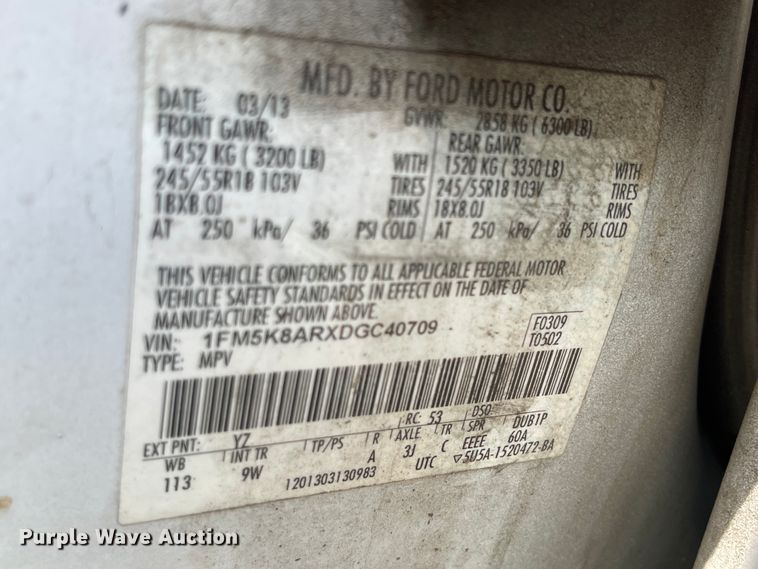 MFD. BY FORD MOTOR CO.
DATE: 03/13 GVWR: 2858 KG ( 6300 LB)
FRONT GAWR: REAR GAWR:
1452 KG ( 3200 LB) WITH 1520 KG ( 3350 LB) WITH
245/55R18 103V TIRES 245/55R18 103V TIRES
18X8.0J RIMS 18X8.0J RIMS
AT 250 kPa/ 36 PSI COLD AT 250 kPa/ 36 PSI COLD
THIS VEHICLE CONFORMS TO ALL APPLICABLE FEDERAL MOTOR
VEHICLE SAFETY STANDARDS IN EFFECT ON THE DATE OF
MANUFACTURE SHOWN ABOVE.
VIN: 1FM5K8ARXDGC40709 F0309
TYPE: MPV T0502
EXT PNT: YZ RC: 53 DSO:
WB INT TR TP/PS R AXLE TR SPR DUB1P
113 9W A 3J C EEEE 60A
1201303130983 UTC ▽5U5A-1520472-BA
Purple Wave Auction